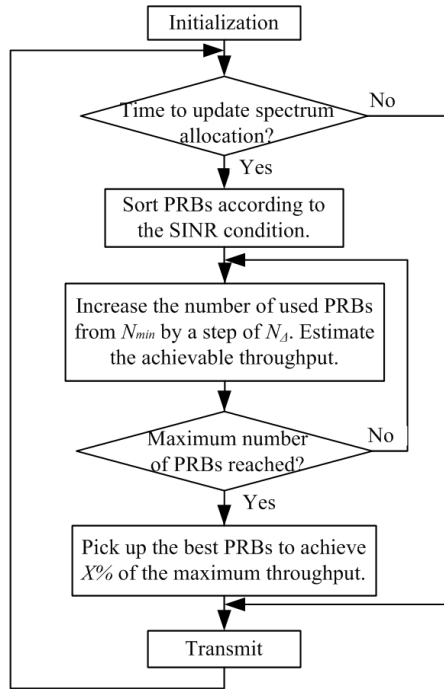 Initialization
Time to update spectrum
allocation?
No
Yes
Sort PRBs according to
the SINR condition.
Increase the number of used PRBs
from Nmin by a step of NΔ. Estimate
the achievable throughput.
Maximum number
of PRBs reached?
No
Yes
Pick up the best PRBs to achieve
X% of the maximum throughput.
Transmit